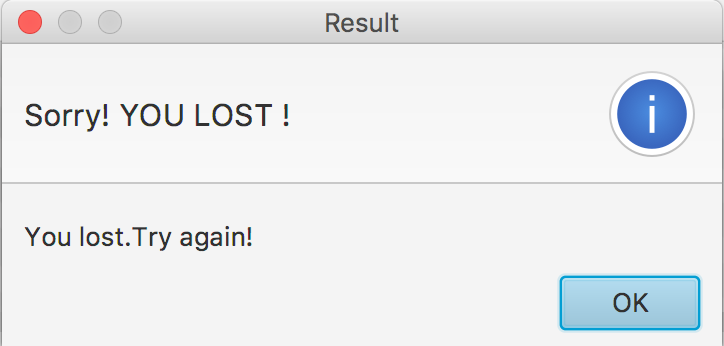 Result
Sorry! YOU LOST !
i
You lost.Try again!
OK